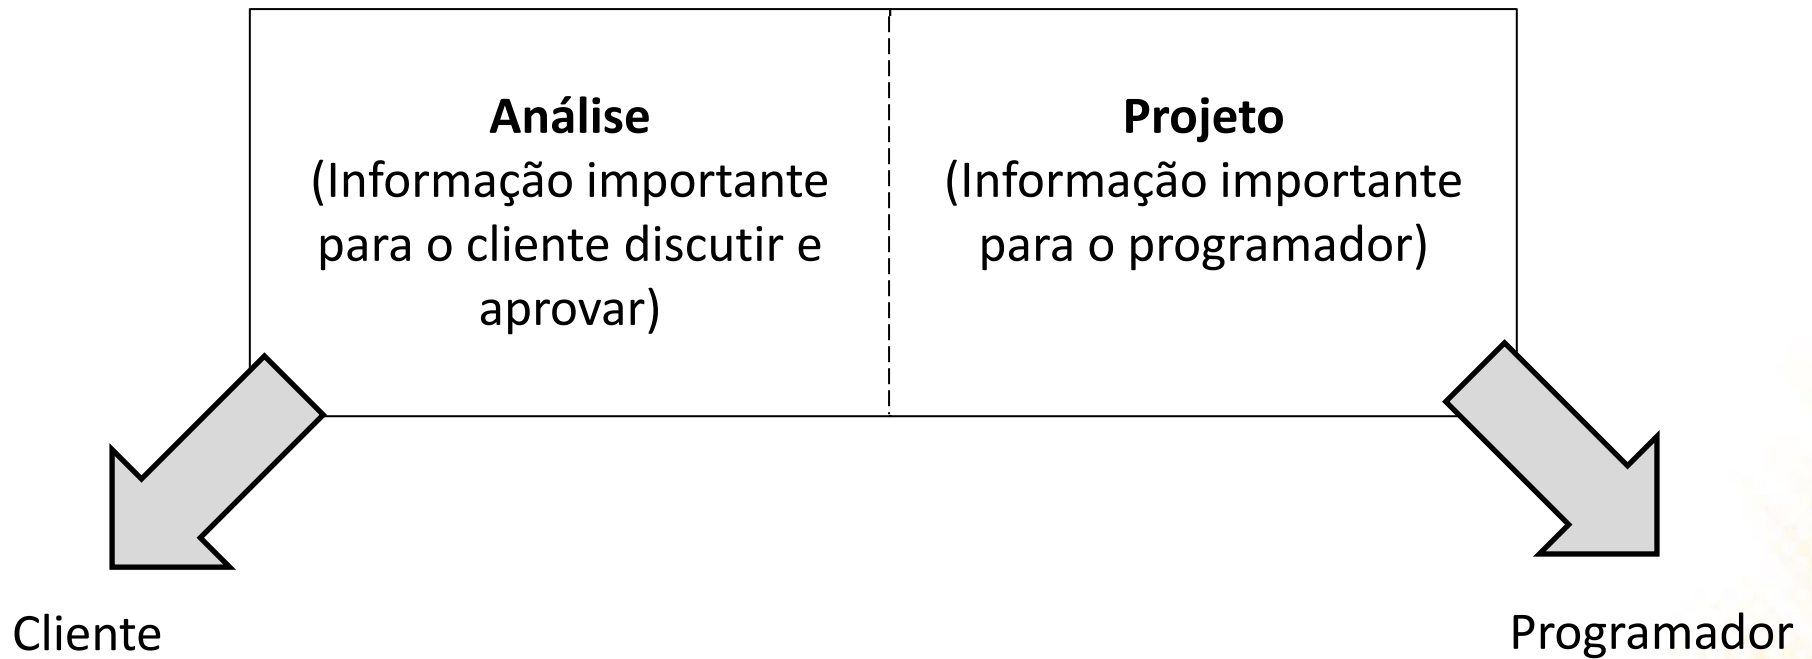 Análise
(Informação importante
para o cliente discutir e
aprovar)
Projeto
(Informação importante
para o programador)
Cliente
Programador